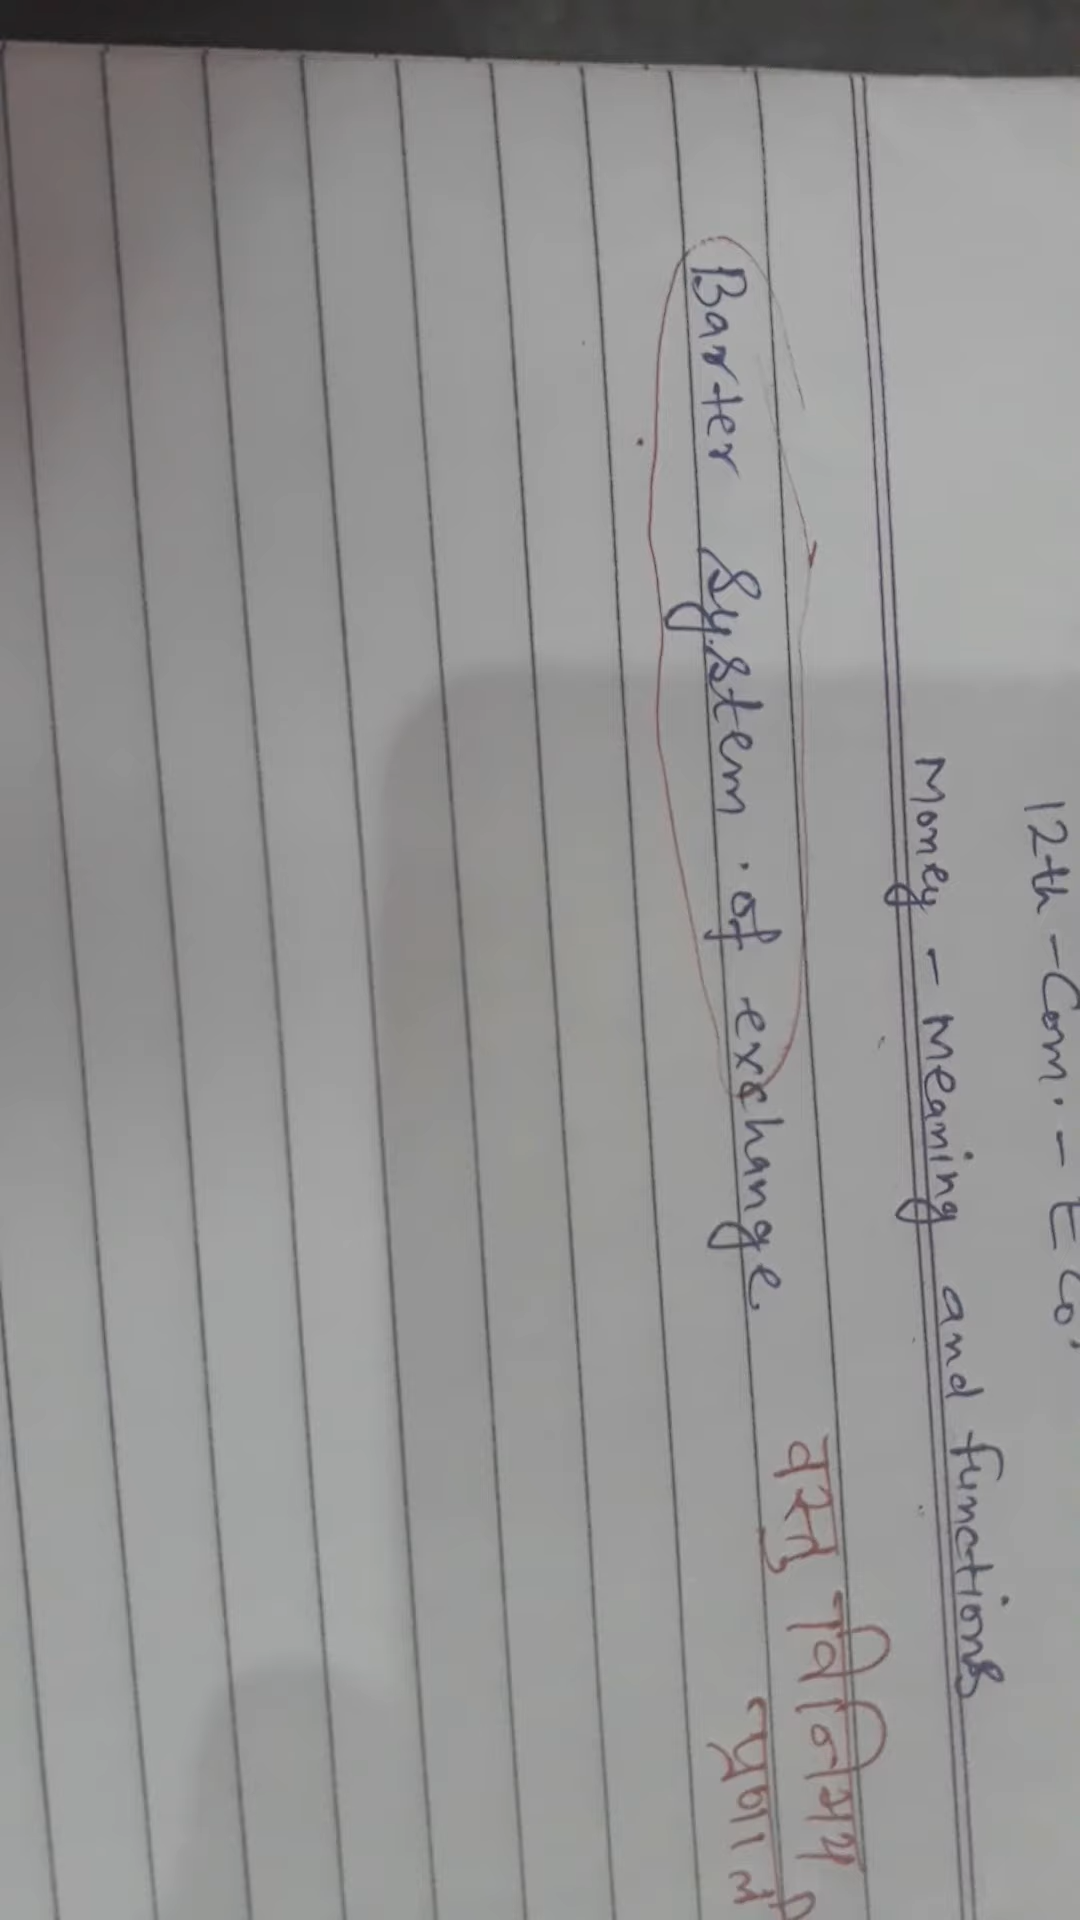 12th - Com. - Eco.
Money - Meaning and functions
Barter System of exchange वस्तु विनिमय
प्रणाली